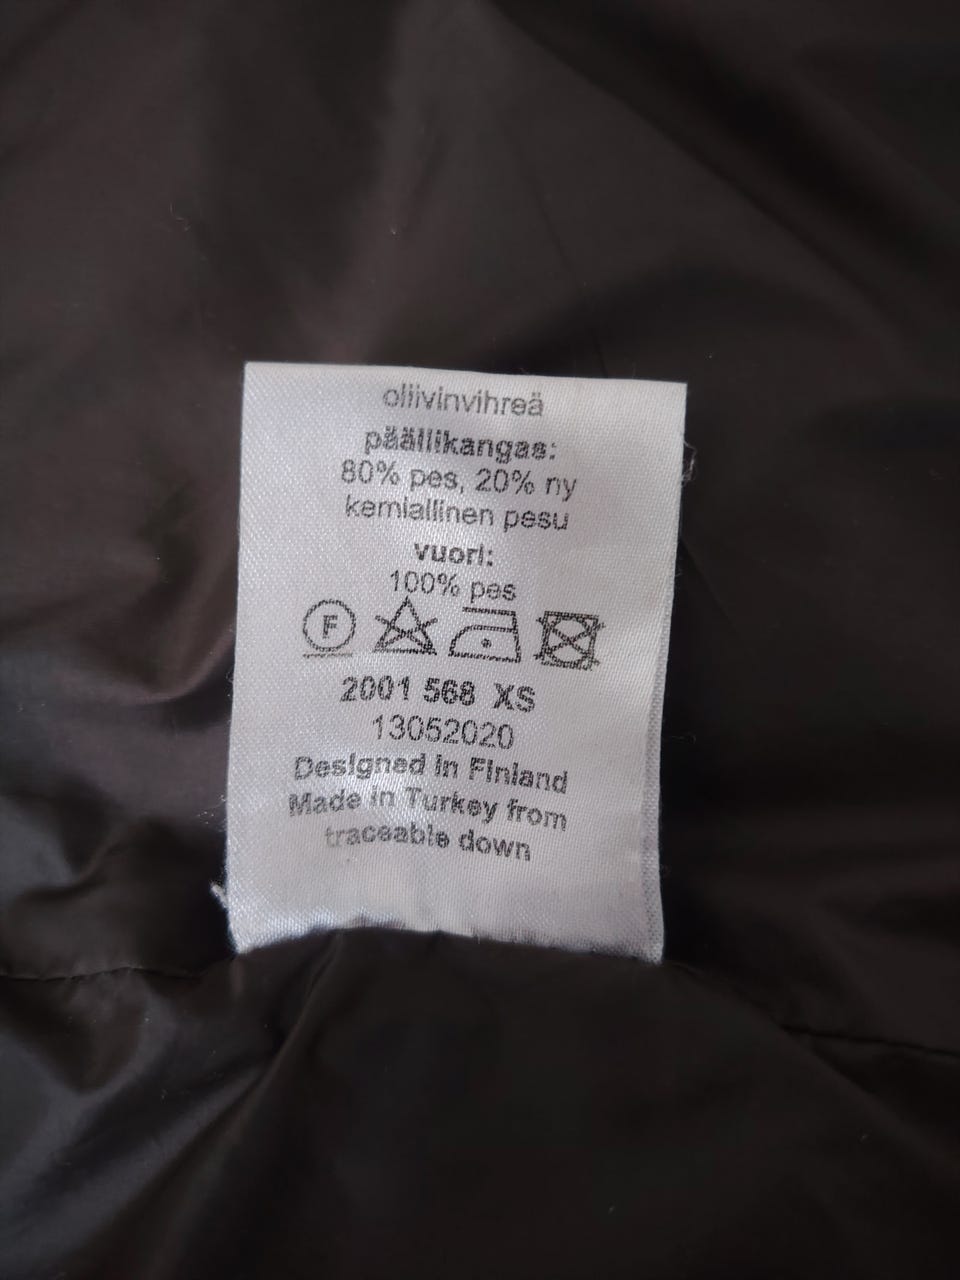 oliivinvihreä
päällikangas:
80% pes, 20% ny
kemiallinen pesu
vuori:
100% pes
F
2001 568 XS
13052020
Designed in Finland
Made in Turkey from
traceable down